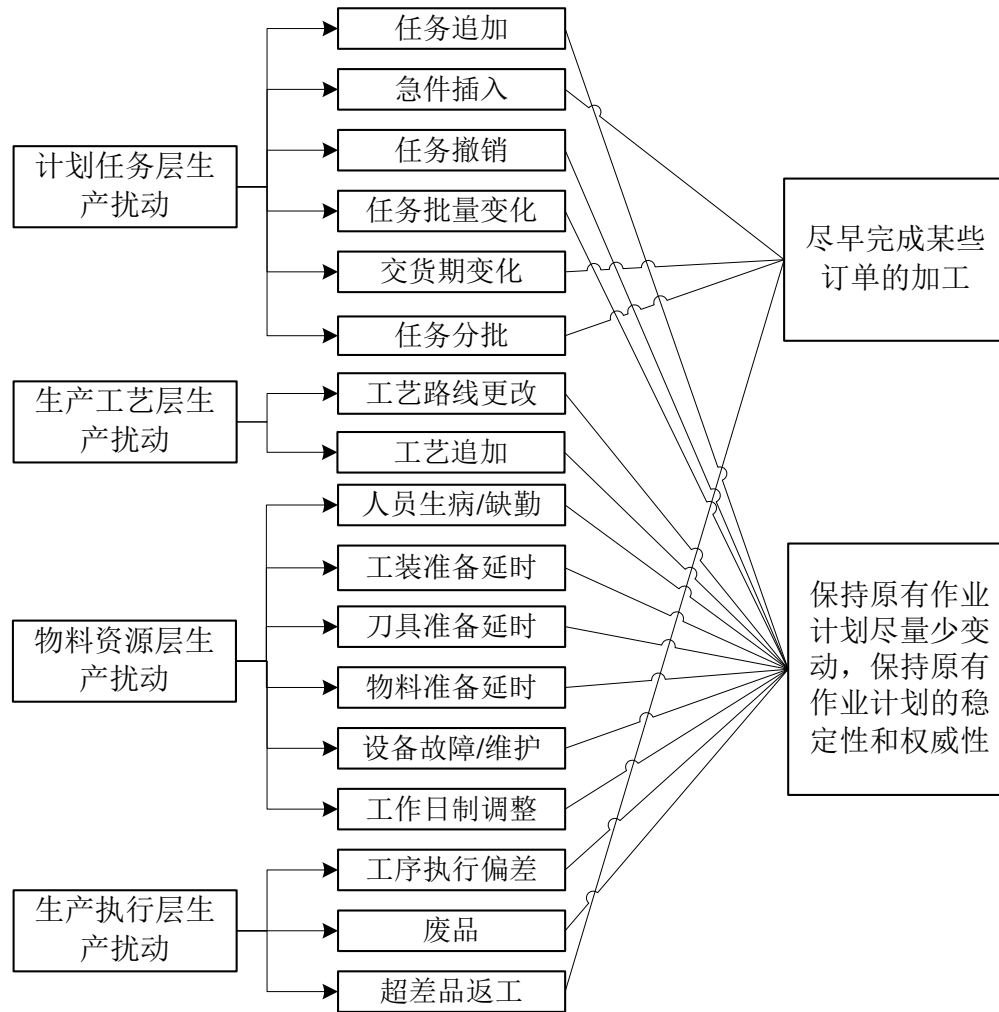 计划任务层生
产扰动
生产工艺层生
产扰动
物料资源层生
产扰动
生产执行层生
产扰动
任务追加
急件插入
任务撤销
任务批量变化
交货期变化
任务分批
工艺路线更改
工艺追加
人员生病/缺勤
工装准备延时
刀具准备延时
物料准备延时
设备故障/维护
工作日制调整
工序执行偏差
废品
超差品返工
尽早完成某些
订单的加工
保持原有作业
计划尽量少变
动，保持原有
作业计划的稳
定性和权威性